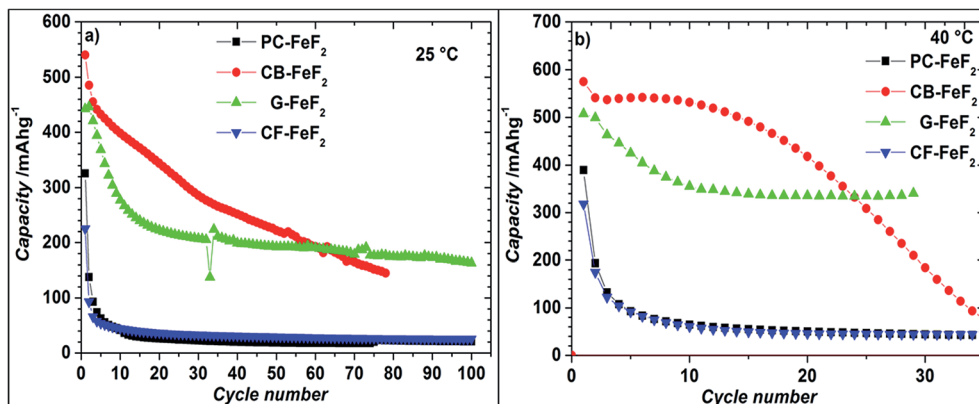 a)
25 °C
PC-FeF2
CB-FeF2
G-FeF2
CF-FeF2
Capacity /mAhg-1
600
500
400
300
200
100
0
0 10 20 30 40 50 60 70 80 90 100
Cycle number
b)
40 °C
PC-FeF2
CB-FeF2
G-FeF2
CF-FeF2
Capacity /mAhg-1
700
600
500
400
300
200
100
0
0 10 20 30
Cycle number